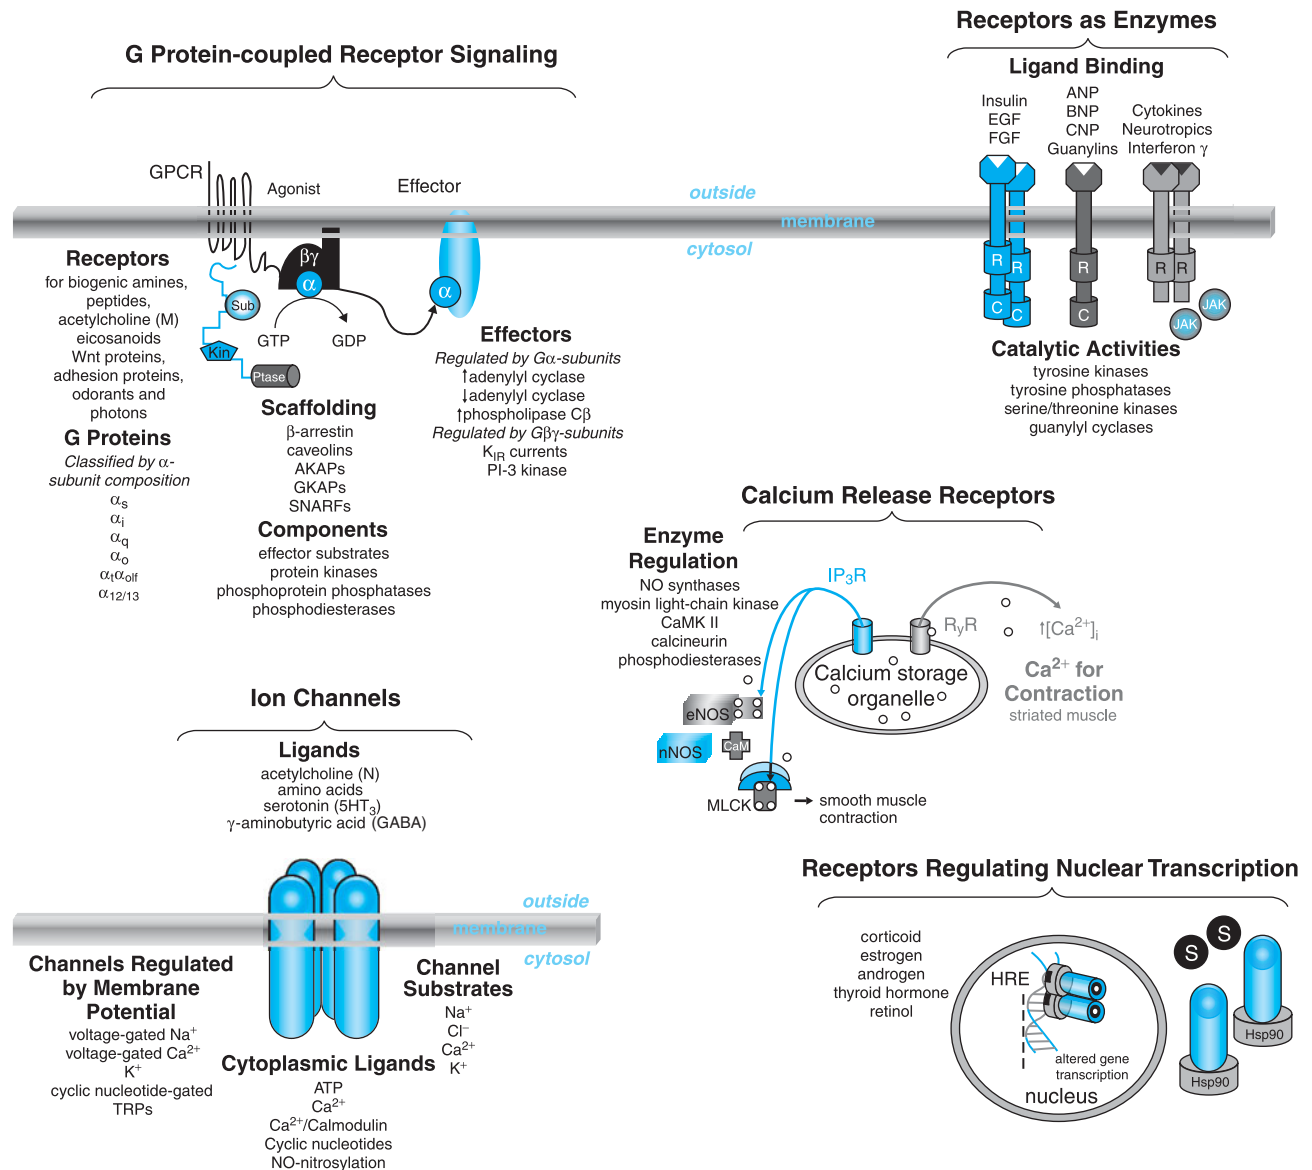 G Protein-coupled Receptor Signaling
GPCR
Agonist
Effector
βγ
α
α
Sub
Kin
Ptase
GTP
GDP
Receptors
for biogenic amines,
peptides,
acetylcholine (M)
eicosanoids
Wnt proteins,
adhesion proteins,
odorants and
photons
G Proteins
Classified by α-
subunit composition
αs
αi
αq
αo
αtαolf
α12/13
Scaffolding
β-arrestin
caveolins
AKAPs
GKAPs
SNARFs
Components
effector substrates
protein kinases
phosphoprotein phosphatases
phosphodiesterases
Effectors
Regulated by Gα-subunits
↑adenylyl cyclase
↓adenylyl cyclase
↑phospholipase Cβ
Regulated by Gβγ-subunits
KIR currents
PI-3 kinase
outside
membrane
cytosol
Receptors as Enzymes
Ligand Binding
Insulin
EGF
FGF
ANP
BNP
CNP
Guanylins
Cytokines
Neurotropics
Interferon γ
R
R
C
C
R
C
R
R
JAK
JAK
Catalytic Activities
tyrosine kinases
tyrosine phosphatases
serine/threonine kinases
guanylyl cyclases
Calcium Release Receptors
Enzyme
Regulation
NO synthases
myosin light-chain kinase
CaMK II
calcineurin
phosphodiesterases
IP₃R
RyR
↑[Ca²⁺]i
Calcium storage
organelle
Ca²⁺ for
Contraction
striated muscle
eNOS
nNOS
CaM
MLCK
smooth muscle
contraction
Ion Channels
Ligands
acetylcholine (N)
amino acids
serotonin (5HT₃)
γ-aminobutyric acid (GABA)
outside
membrane
cytosol
Channels Regulated
by Membrane
Potential
voltage-gated Na⁺
voltage-gated Ca²⁺
K⁺
cyclic nucleotide-gated
TRPs
Cytoplasmic Ligands
ATP
Ca²⁺
Ca²⁺/Calmodulin
Cyclic nucleotides
NO-nitrosylation
Channel
Substrates
Na⁺
Cl⁻
Ca²⁺
K⁺
Receptors Regulating Nuclear Transcription
corticoid
estrogen
androgen
thyroid hormone
retinol
HRE
altered gene
transcription
nucleus
S
S
Hsp90
Hsp90